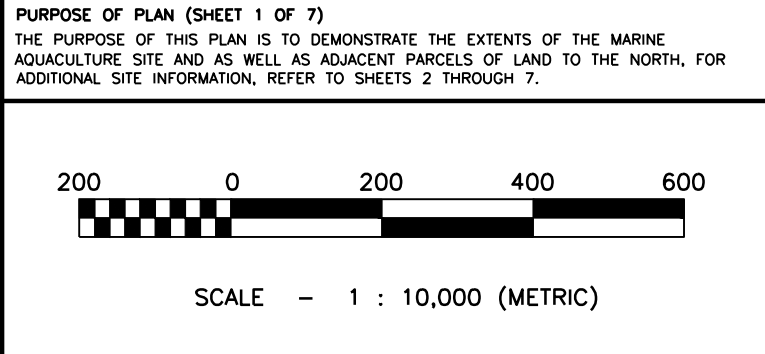 PURPOSE OF PLAN (SHEET 1 OF 7)
THE PURPOSE OF THIS PLAN IS TO DEMONSTRATE THE EXTENTS OF THE MARINE
AQUACULTURE SITE AND AS WELL AS ADJACENT PARCELS OF LAND TO THE NORTH, FOR
ADDITIONAL SITE INFORMATION, REFER TO SHEETS 2 THROUGH 7.
200 0 200 400 600
SCALE - 1 : 10,000 (METRIC)